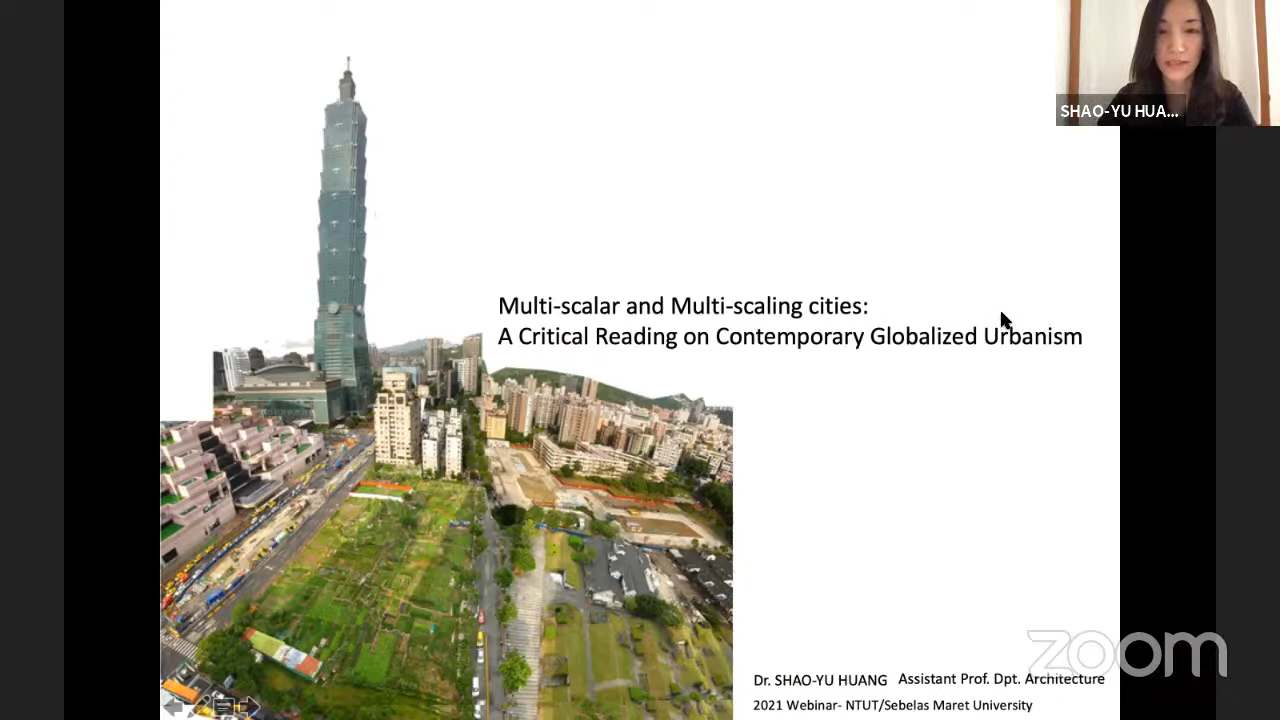 SHAO-YU HUA...
Multi-scalar and Multi-scaling cities:
A Critical Reading on Contemporary Globalized Urbanism
zoom
Dr. SHAO-YU HUANG Assistant Prof. Dpt. Architecture
2021 Webinar- NTUT/Sebelas Maret University